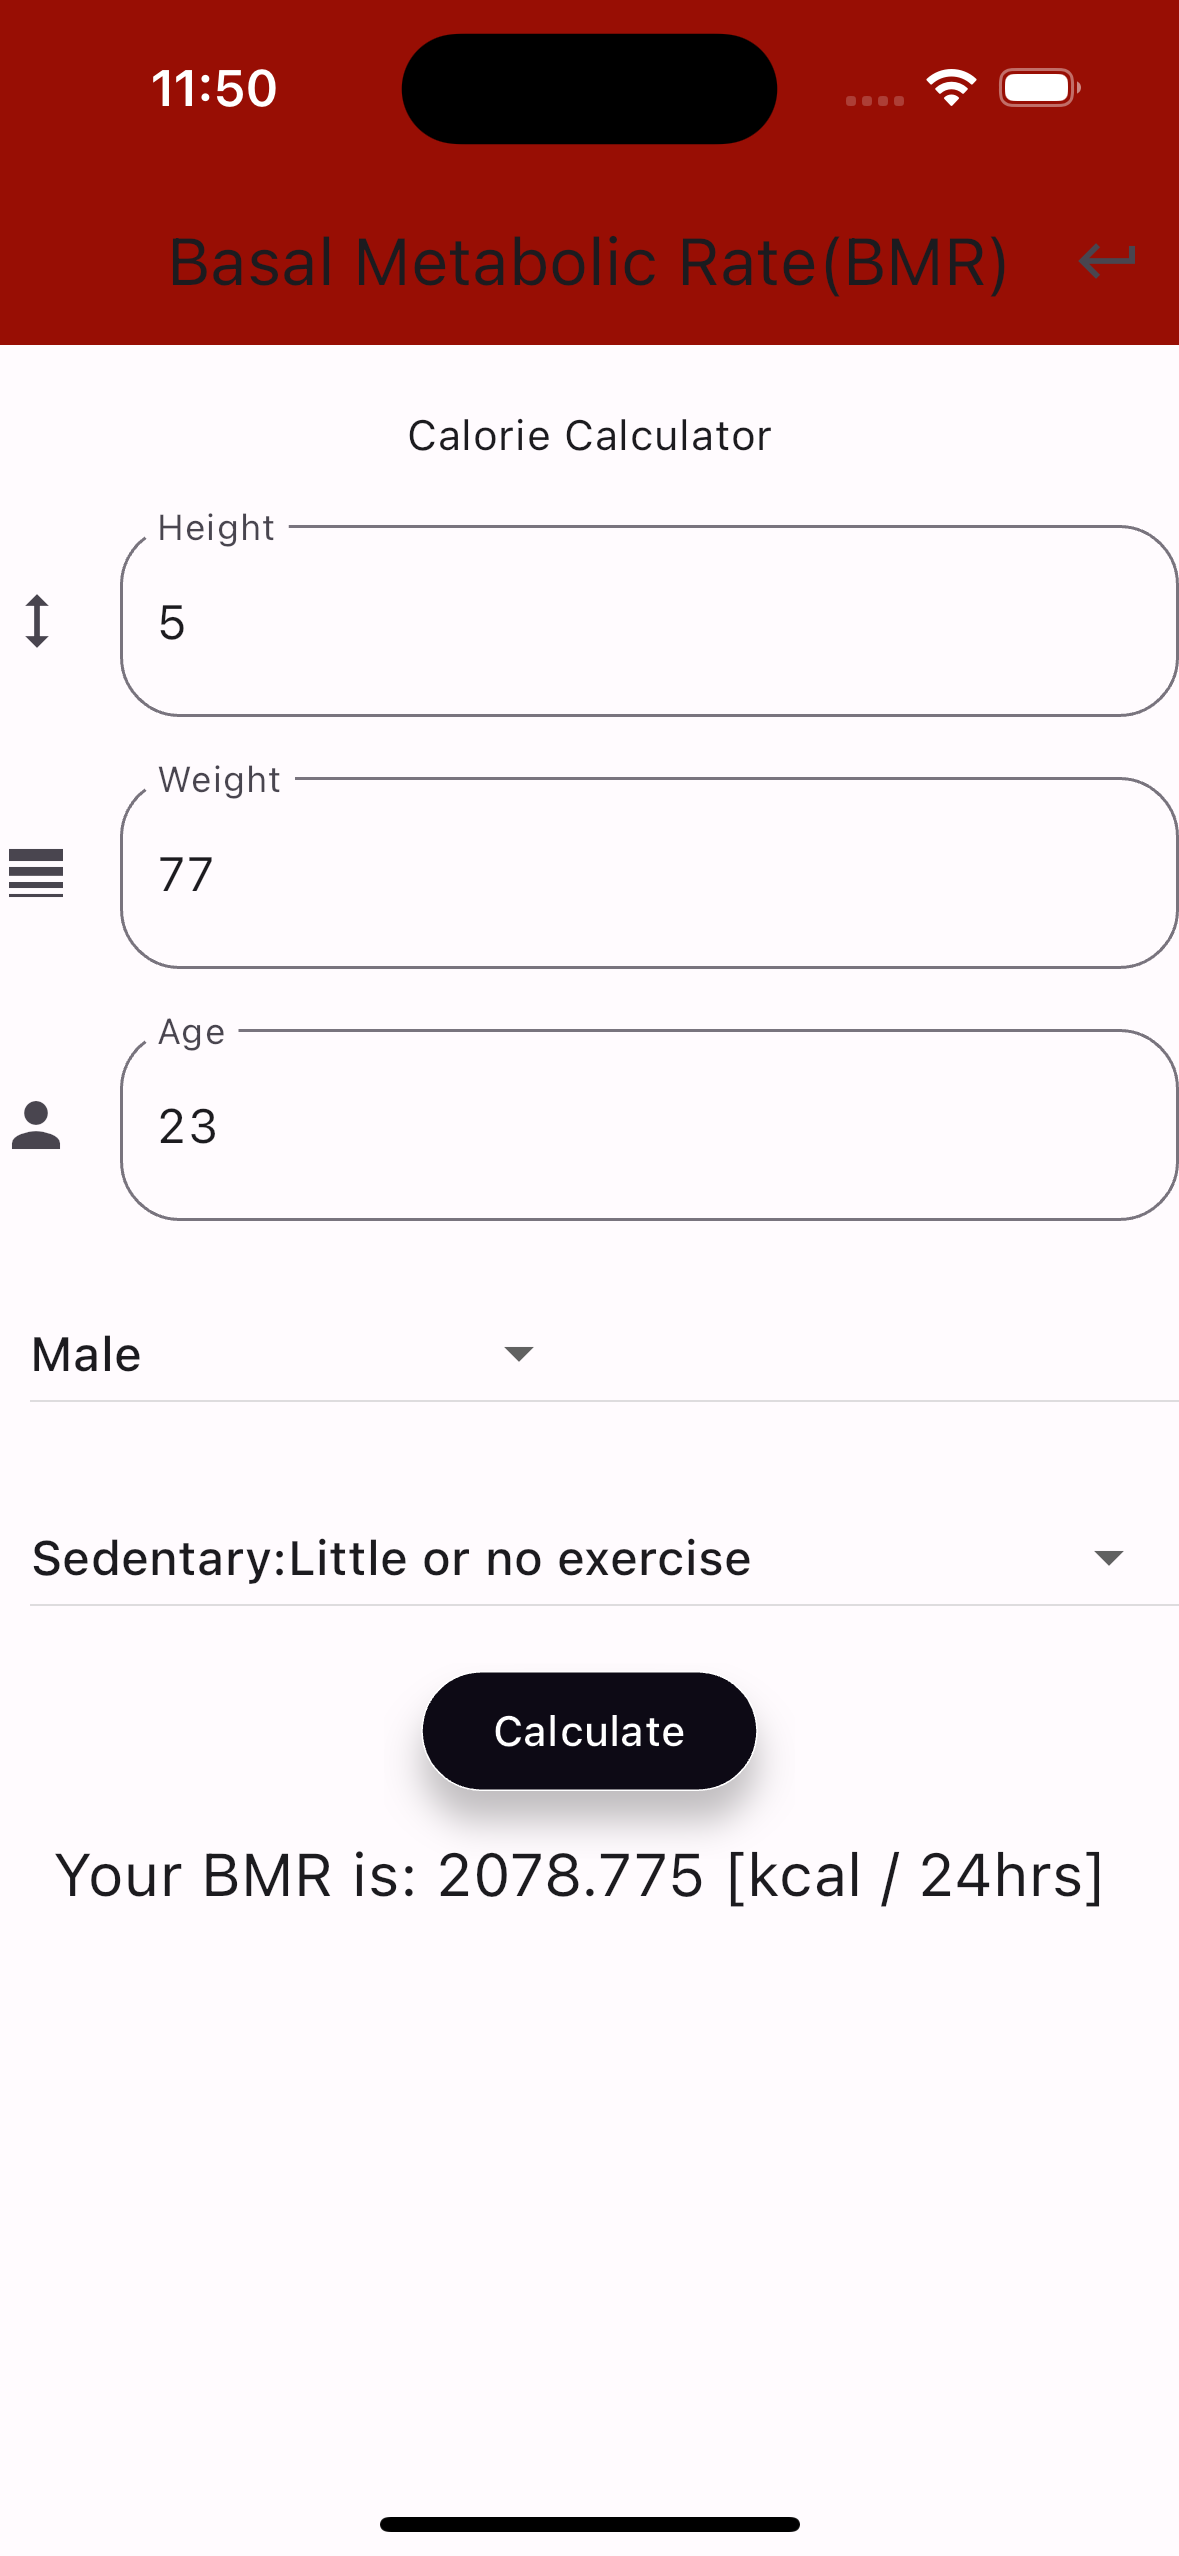 11:50
Basal Metabolic Rate(BMR)
Calorie Calculator
Height
5
Weight
77
Age
23
Male
Sedentary:Little or no exercise
Calculate
Your BMR is: 2078.775 [kcal / 24hrs]